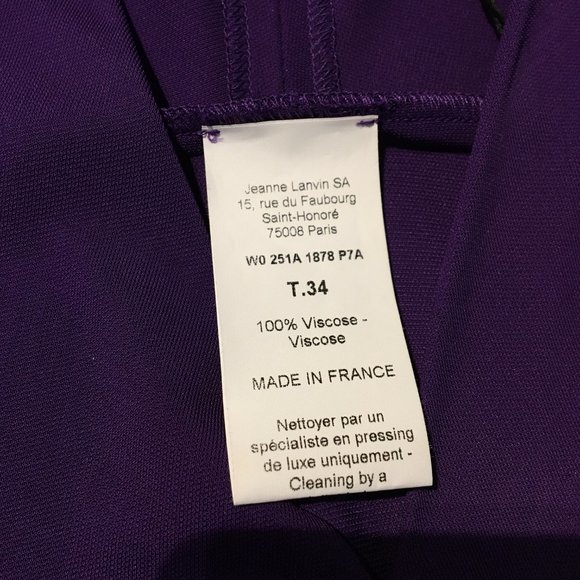 Jeanne Lanvin SA
15, rue du Faubourg
Saint-Honoré
75008 Paris
W0 251A 1878 P7A
T.34
100% Viscose -
Viscose
MADE IN FRANCE
Nettoyer par un
spécialiste en pressing
de luxe uniquement -
Cleaning by a